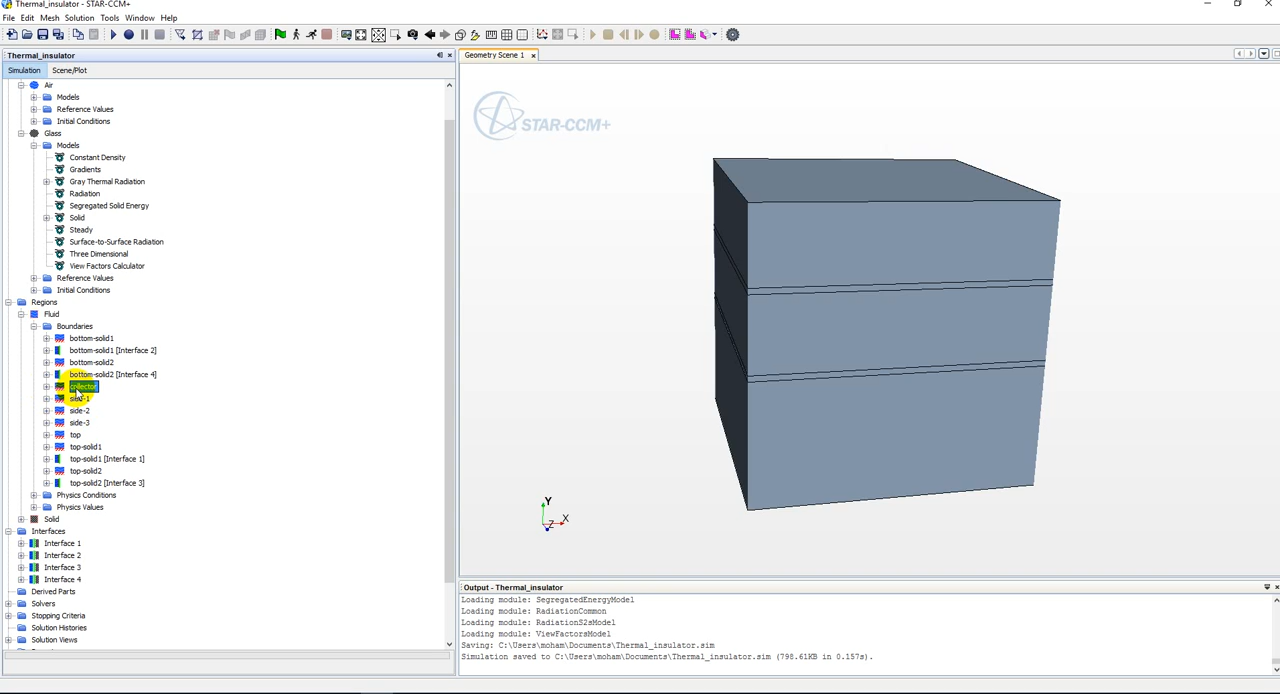 Thermal_insulator - STAR-CCM+
File Edit Mesh Solution Tools Window Help
Thermal_insulator
Simulation Scene/Plot
Air
Models
Reference Values
Initial Conditions
Glass
Models
Constant Density
Gradients
Gray Thermal Radiation
Radiation
Segregated Solid Energy
Solid
Steady
Surface-to-Surface Radiation
Three Dimensional
View Factors Calculator
Reference Values
Initial Conditions
Regions
Fluid
Boundaries
bottom-solid1
bottom-solid1 [Interface 2]
bottom-solid2
bottom-solid2 [Interface 4]
collector
side-1
side-2
side-3
top
top-solid1
top-solid1 [Interface 1]
top-solid2
top-solid2 [Interface 3]
Physics Conditions
Physics Values
Solid
Interfaces
Interface 1
Interface 2
Interface 3
Interface 4
Derived Parts
Solvers
Stopping Criteria
Solution Histories
Solution Views
Geometry Scene 1
STAR-CCM+
Y
Z X
Output - Thermal_insulator
Loading module: SegregatedEnergyModel
Loading module: RadiationCommon
Loading module: RadiationS2sModel
Loading module: ViewFactorsModel
Saving: C:\Users\moham\Documents\Thermal_insulator.sim
Simulation saved to C:\Users\moham\Documents\Thermal_insulator.sim (798.61KB in 0.157s).